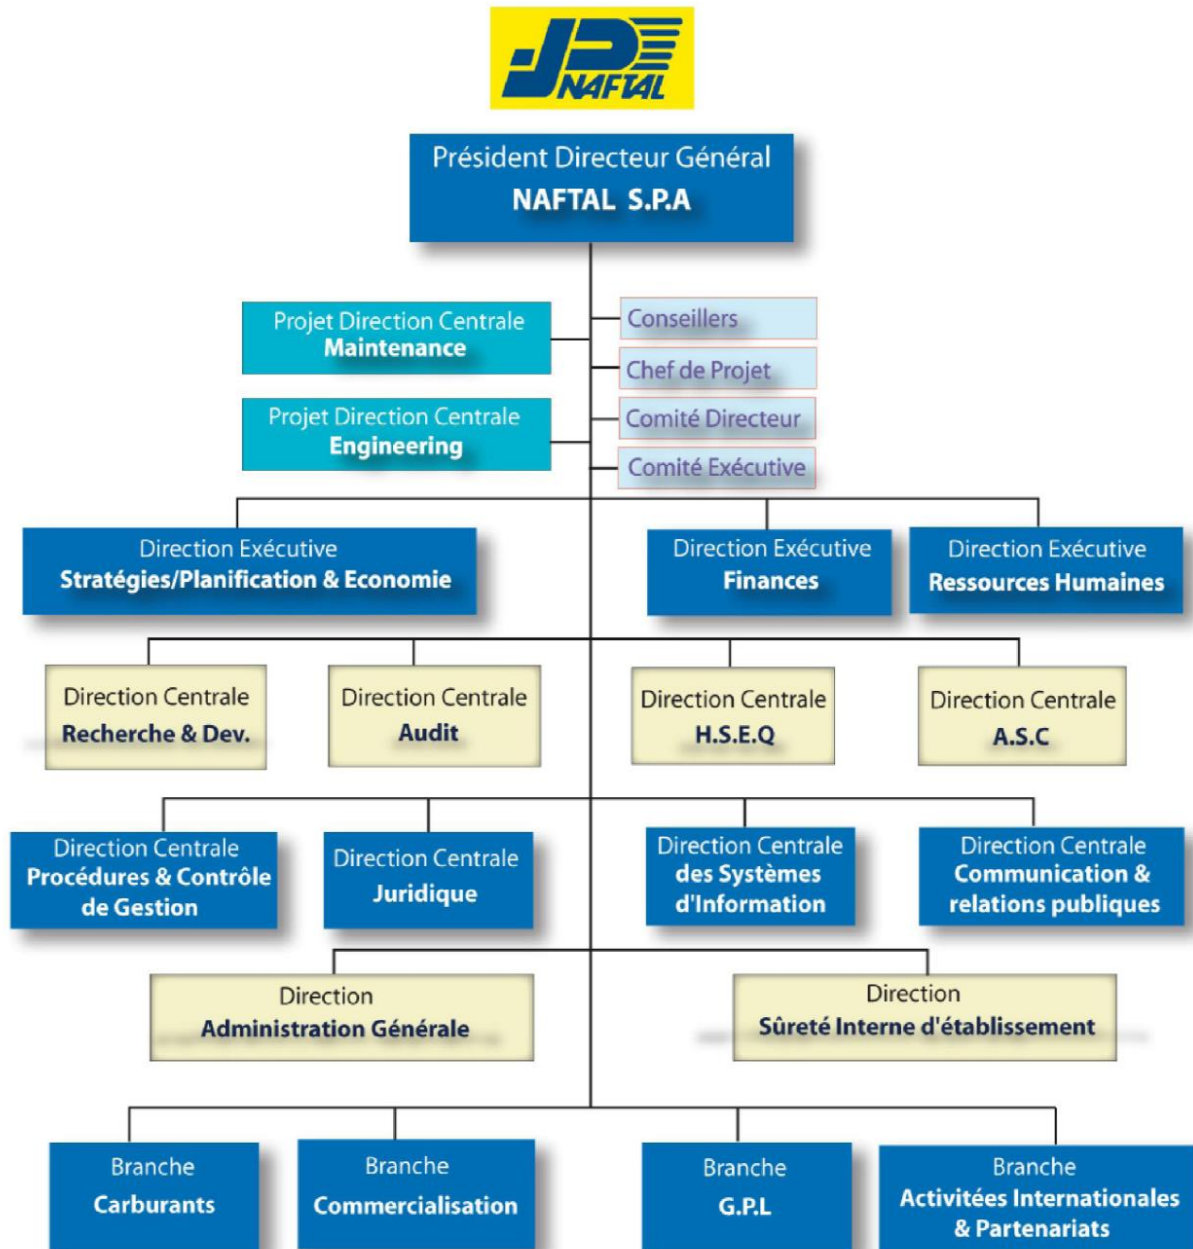 NAFTAL
Président Directeur Général
NAFTAL S.P.A
Projet Direction Centrale
Maintenance
Conseillers
Chef de Projet
Projet Direction Centrale
Engineering
Comité Directeur
Comité Exécutive
Direction Exécutive
Stratégies/Planification & Economie
Direction Exécutive
Finances
Direction Exécutive
Ressources Humaines
Direction Centrale
Recherche & Dev.
Direction Centrale
Audit
Direction Centrale
H.S.E.Q
Direction Centrale
A.S.C
Direction Centrale
Procédures & Contrôle
de Gestion
Direction Centrale
Juridique
Direction Centrale
des Systèmes
d'Information
Direction Centrale
Communication &
relations publiques
Direction
Administration Générale
Direction
Sûreté Interne d'établissement
Branche
Carburants
Branche
Commercialisation
Branche
G.P.L
Branche
Activitées Internationales
& Partenariats